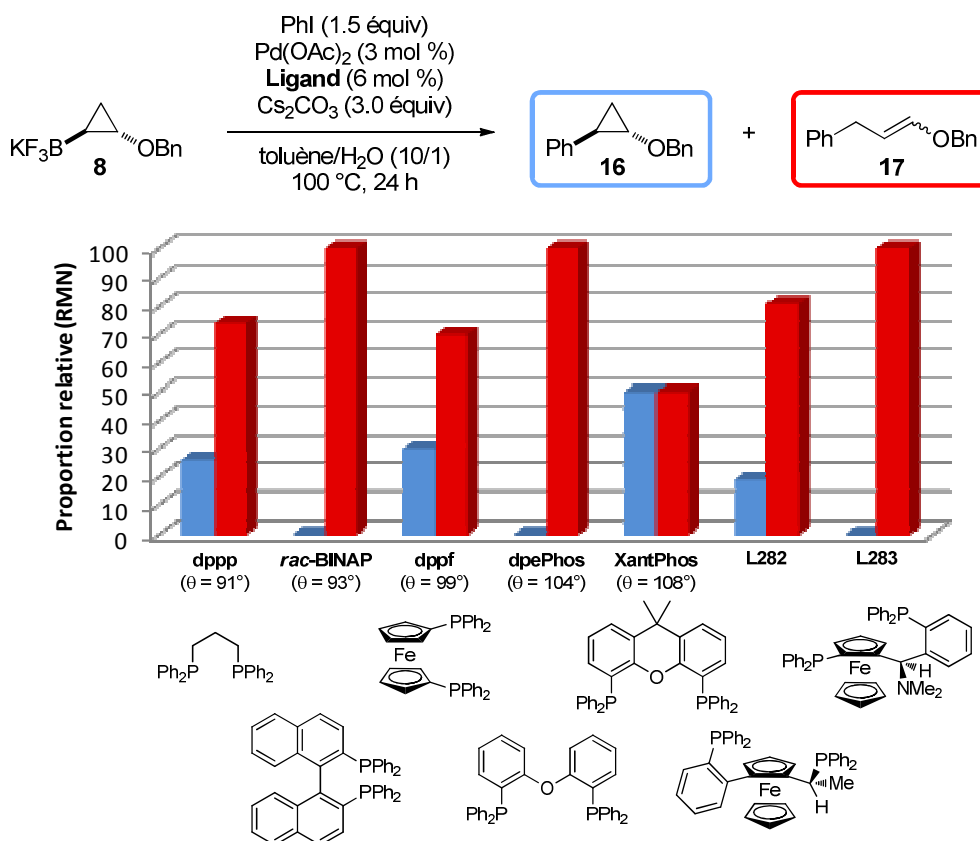 PhI (1.5 équiv)
Pd(OAc)2 (3 mol %)
Ligand (6 mol %)
Cs2CO3 (3.0 équiv)
toluène/H2O (10/1)
100 °C, 24 h
KF3B
OBn
8
Ph
OBn
16
+
Ph
OBn
17
Proportion relative (RMN)
100
90
80
70
60
50
40
30
20
10
0
dppp
(θ = 91°)
rac-BINAP
(θ = 93°)
dppf
(θ = 99°)
dpePhos
(θ = 104°)
XantPhos
(θ = 108°)
L282
L283
Ph2P
PPh2
PPh2
Fe
PPh2
O
Ph2P
PPh2
Ph2P
Ph2P
Fe
H
NMe2
PPh2
PPh2
O
Ph2P
PPh2
PPh2
PPh2
Fe
Me
H